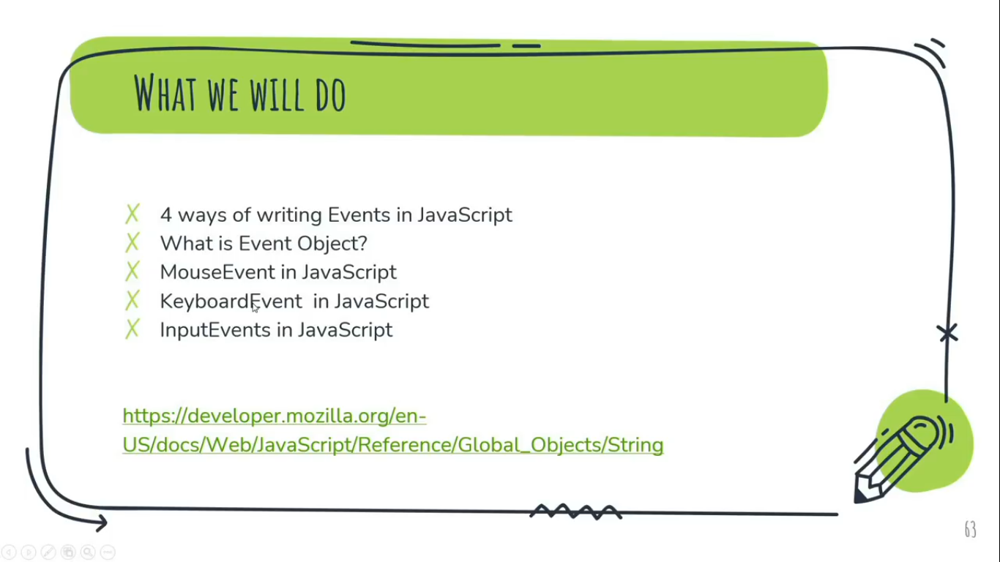 What we will do
4 ways of writing Events in JavaScript
What is Event Object?
MouseEvent in JavaScript
KeyboardEvent  in JavaScript
InputEvents in JavaScript
https://developer.mozilla.org/en-
US/docs/Web/JavaScript/Reference/Global_Objects/String
63